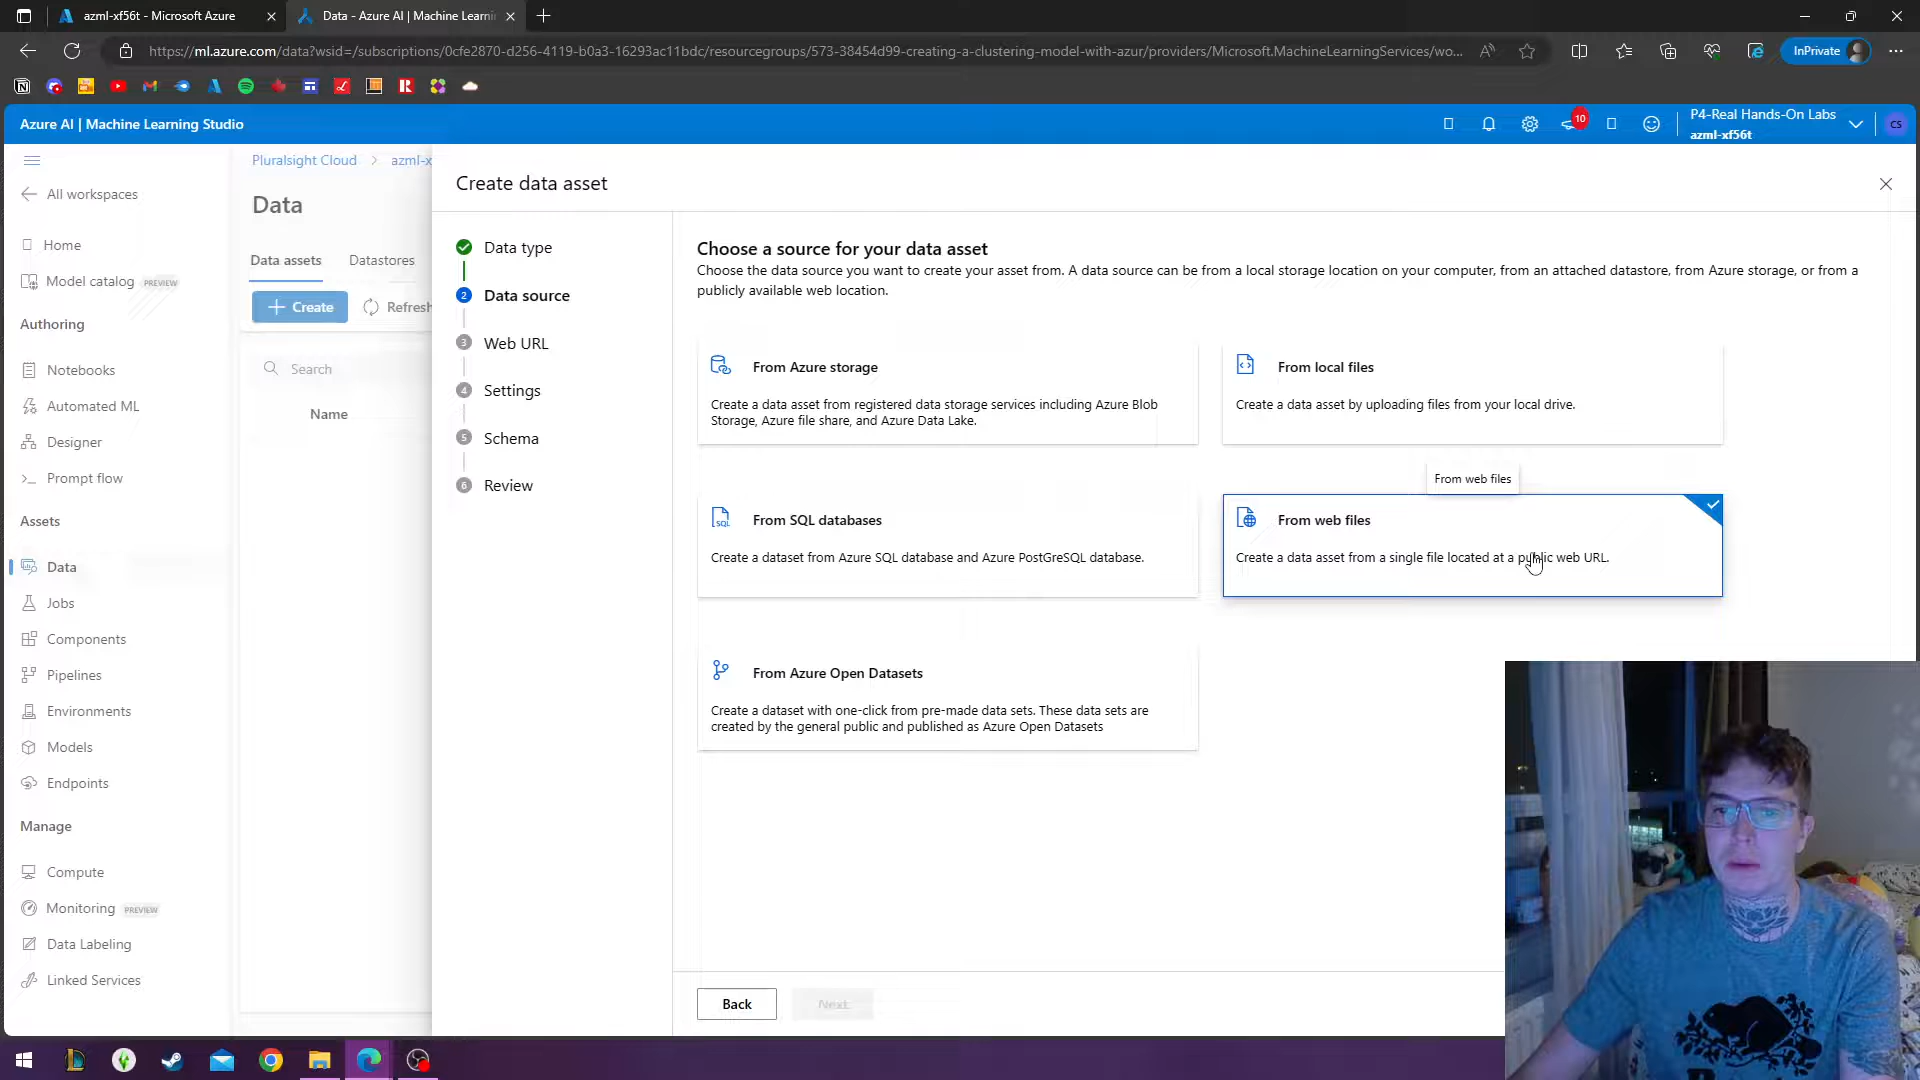 azml-xf56t - Microsoft Azure
Data - Azure AI | Machine Learnin
https://ml.azure.com/data?wsid=/subscriptions/0cfe2870-d256-4119-b0a3-16293ac11bdc/resourcegroups/573-38454d99-creating-a-clustering-model-with-azur/providers/Microsoft.MachineLearningServices/wo...
InPrivate
Azure AI | Machine Learning Studio
10
P4-Real Hands-On Labs
azml-xf56t
CS
Pluralsight Cloud > azml-x
All workspaces
Home
Model catalog PREVIEW
Authoring
Notebooks
Automated ML
Designer
Prompt flow
Assets
Data
Jobs
Components
Pipelines
Environments
Models
Endpoints
Manage
Compute
Monitoring PREVIEW
Data Labeling
Linked Services
Data
Data assets Datastores
Create Refresh
Search
Name
Create data asset
Data type
2 Data source
3 Web URL
4 Settings
5 Schema
6 Review
Choose a source for your data asset
Choose the data source you want to create your asset from. A data source can be from a local storage location on your computer, from an attached datastore, from Azure storage, or from a
publicly available web location.
From Azure storage
Create a data asset from registered data storage services including Azure Blob
Storage, Azure file share, and Azure Data Lake.
From local files
Create a data asset by uploading files from your local drive.
From web files
SQL
From SQL databases
Create a dataset from Azure SQL database and Azure PostGreSQL database.
From web files
Create a data asset from a single file located at a public web URL.
From Azure Open Datasets
Create a dataset with one-click from pre-made data sets. These data sets are
created by the general public and published as Azure Open Datasets
Back
Next